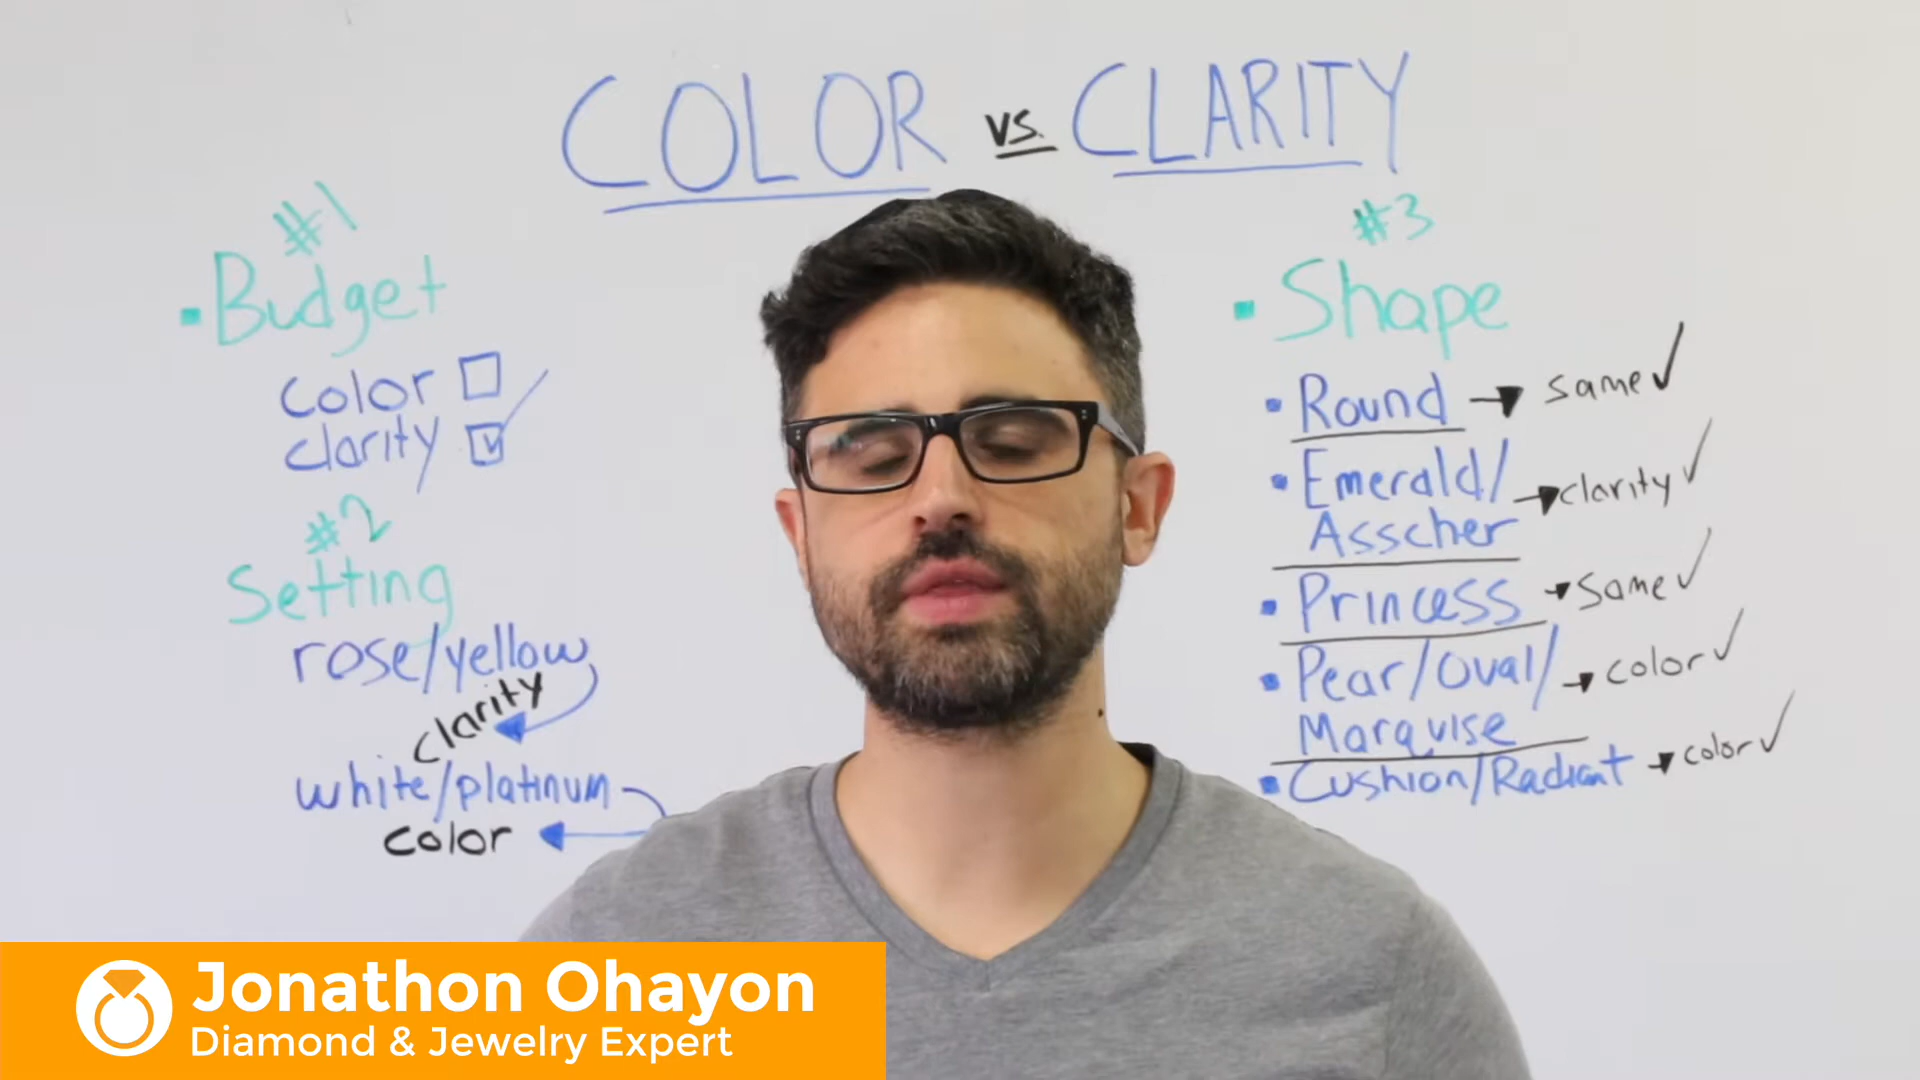 COLOR vs. CLARITY
#1
Budget
color
clarity
#2
Setting
rose/yellow
clarity
white/platinum
color
#3
Shape
Round → same ✓
Emerald/
Asscher → clarity ✓
Princess → same ✓
Pear/Oval/
Marquise → color ✓
Cushion/Radiant → color ✓
Jonathon Ohayon
Diamond & Jewelry Expert